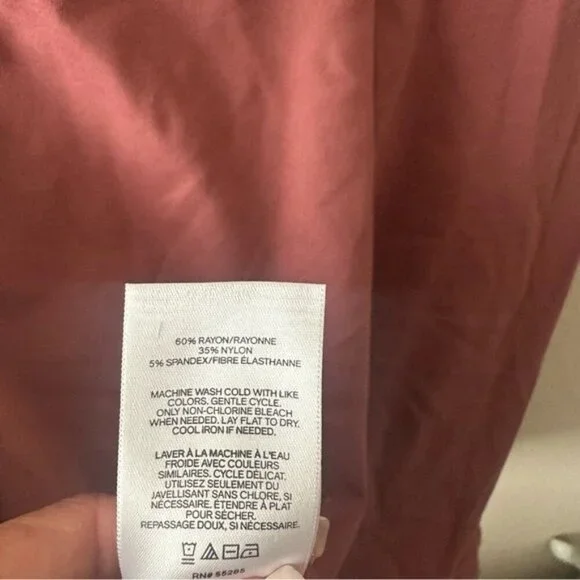 60% RAYON/RAYONNE
35% NYLON
5% SPANDEX/FIBRE ÉLASTHANNE
MACHINE WASH COLD WITH LIKE
COLORS. GENTLE CYCLE.
ONLY NON-CHLORINE BLEACH
WHEN NEEDED. LAY FLAT TO DRY.
COOL IRON IF NEEDED.
LAVER À LA MACHINE À L'EAU
FROIDE AVEC COULEURS
SIMILAIRES. CYCLE DÉLICAT.
UTILISEZ SEULEMENT DU
JAVELLISANT SANS CHLORE, SI
NÉCESSAIRE. ÉTENDRE À PLAT
POUR SÉCHER.
REPASSAGE DOUX, SI NÉCESSAIRE.
RN# 55285